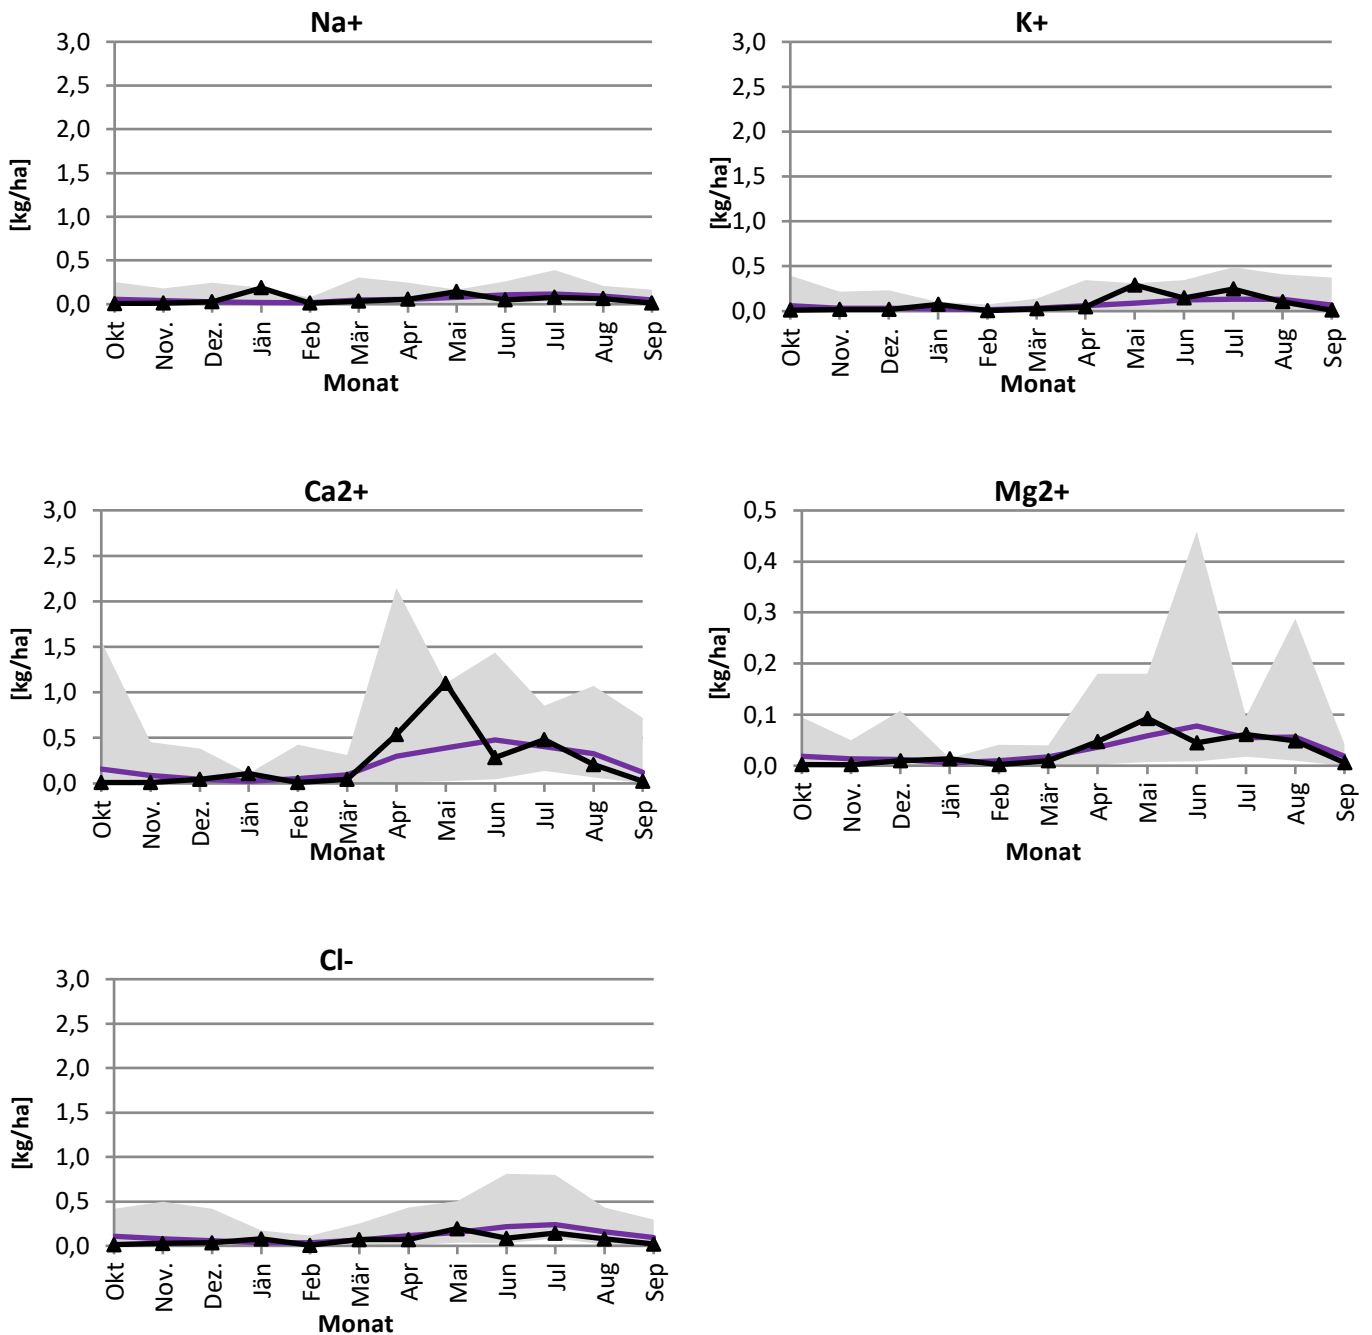 Na+
3,0
2,5
2,0
1,5
1,0
0,5
0,0
[kg/ha]
Okt
Nov.
Dez.
Jän
Feb
Mär
Apr
Mai
Jun
Jul
Aug
Sep
Monat
K+
3,0
2,5
2,0
1,5
1,0
0,5
0,0
[kg/ha]
Okt
Nov.
Dez.
Jän
Feb
Mär
Apr
Mai
Jun
Jul
Aug
Sep
Monat
Ca2+
3,0
2,5
2,0
1,5
1,0
0,5
0,0
[kg/ha]
Okt
Nov.
Dez.
Jän
Feb
Mär
Apr
Mai
Jun
Jul
Aug
Sep
Monat
Mg2+
0,5
0,4
0,3
0,2
0,1
0,0
[kg/ha]
Okt
Nov.
Dez.
Jän
Feb
Mär
Apr
Mai
Jun
Jul
Aug
Sep
Monat
Cl-
3,0
2,5
2,0
1,5
1,0
0,5
0,0
[kg/ha]
Okt
Nov.
Dez.
Jän
Feb
Mär
Apr
Mai
Jun
Jul
Aug
Sep
Monat